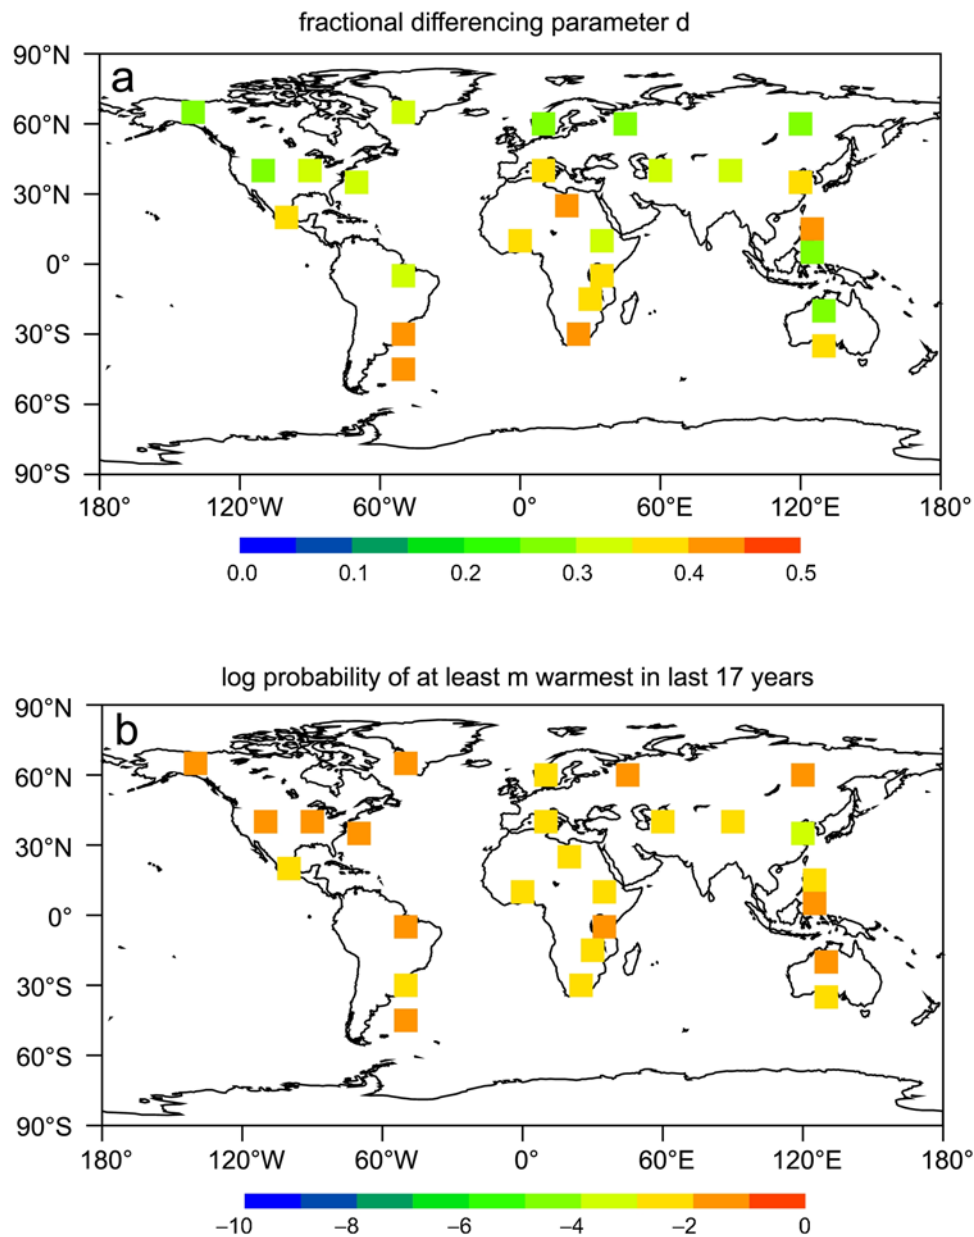 fractional differencing parameter d
a
90°N
60°N
30°N
0°
30°S
60°S
90°S
180° 120°W 60°W 0° 60°E 120°E 180°
0.0 0.1 0.2 0.3 0.4 0.5
log probability of at least m warmest in last 17 years
b
90°N
60°N
30°N
0°
30°S
60°S
90°S
180° 120°W 60°W 0° 60°E 120°E 180°
−10 −8 −6 −4 −2 0